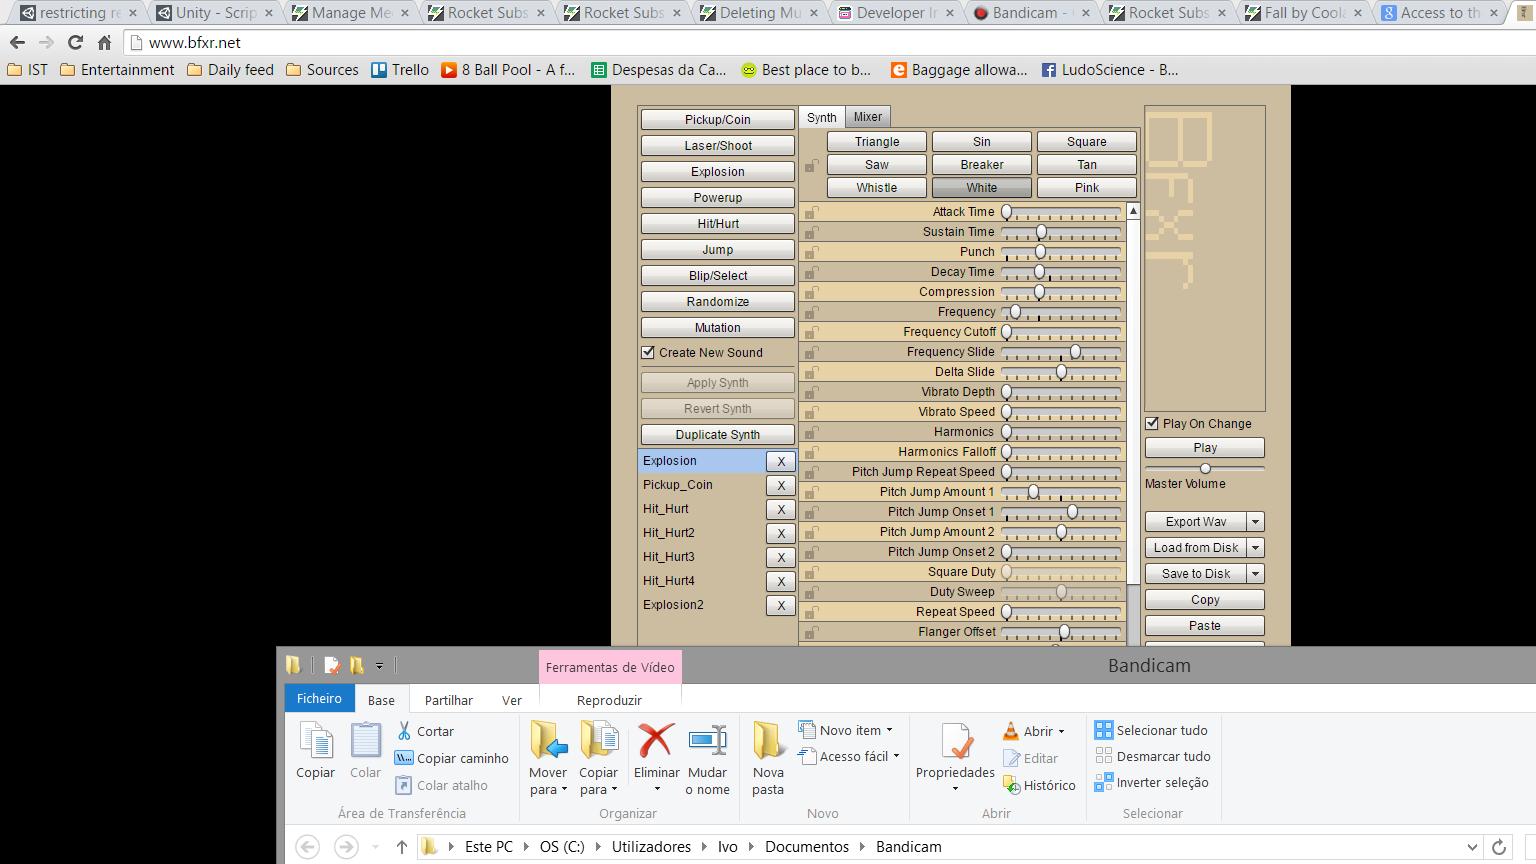 restricting re
Unity - Scrip
Manage Me
Rocket Subs
Rocket Subs
Deleting Mu
Developer In
Bandicam -
Rocket Subs
Fall by Coola
Access to th
www.bfxr.net
IST
Entertainment
Daily feed
Sources
Trello
8 Ball Pool - A f...
Despesas da Ca...
Best place to b...
Baggage allowa...
LudoScience - B...
Pickup/Coin
Laser/Shoot
Explosion
Powerup
Hit/Hurt
Jump
Blip/Select
Randomize
Mutation
Create New Sound
Apply Synth
Revert Synth
Duplicate Synth
Explosion X
Pickup_Coin X
Hit_Hurt X
Hit_Hurt2 X
Hit_Hurt3 X
Hit_Hurt4 X
Explosion2 X
Synth Mixer
Triangle Sin Square
Saw Breaker Tan
Whistle White Pink
Attack Time
Sustain Time
Punch
Decay Time
Compression
Frequency
Frequency Cutoff
Frequency Slide
Delta Slide
Vibrato Depth
Vibrato Speed
Harmonics
Harmonics Falloff
Pitch Jump Repeat Speed
Pitch Jump Amount 1
Pitch Jump Onset 1
Pitch Jump Amount 2
Pitch Jump Onset 2
Square Duty
Duty Sweep
Repeat Speed
Flanger Offset
Bfxr
Play On Change
Play
Master Volume
Export Wav
Load from Disk
Save to Disk
Copy
Paste
Ferramentas de Vídeo
Bandicam
Ficheiro Base Partilhar Ver Reproduzir
Copiar
Colar
Cortar
Copiar caminho
Colar atalho
Área de Transferência
Mover para
Copiar para
Eliminar
Mudar o nome
Organizar
Nova pasta
Novo item
Acesso fácil
Novo
Propriedades
Abrir
Editar
Histórico
Abrir
Selecionar tudo
Desmarcar tudo
Inverter seleção
Selecionar
Este PC
OS (C:)
Utilizadores
Ivo
Documentos
Bandicam